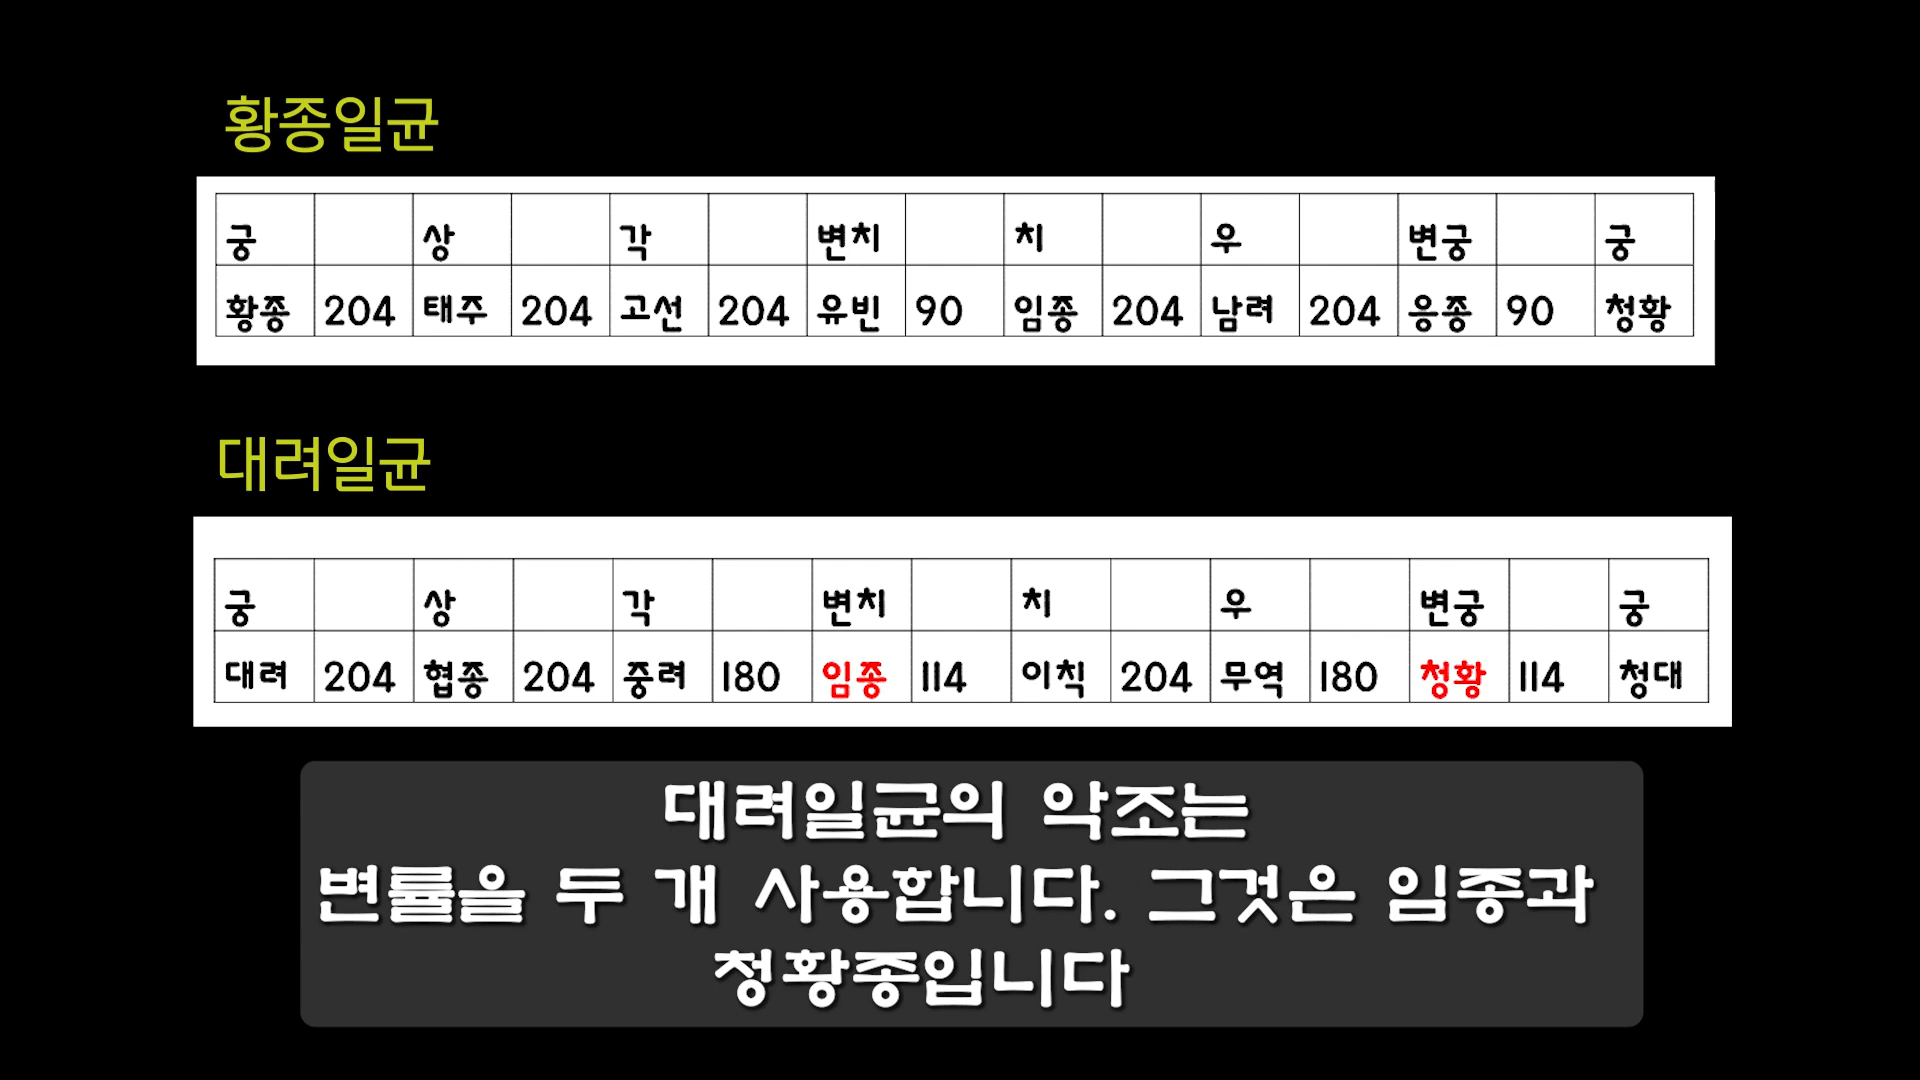 황종일균
궁 상 각 변치 치 우 변궁 궁
황종 204 태주 204 고선 204 유빈 90 임종 204 남려 204 응종 90 청황
대려일균
궁 상 각 변치 치 우 변궁 궁
대려 204 협종 204 중려 180 임종 114 이칙 204 무역 180 청황 114 청대
대려일균의 악조는
변률을 두 개 사용합니다. 그것은 임종과
청황종입니다